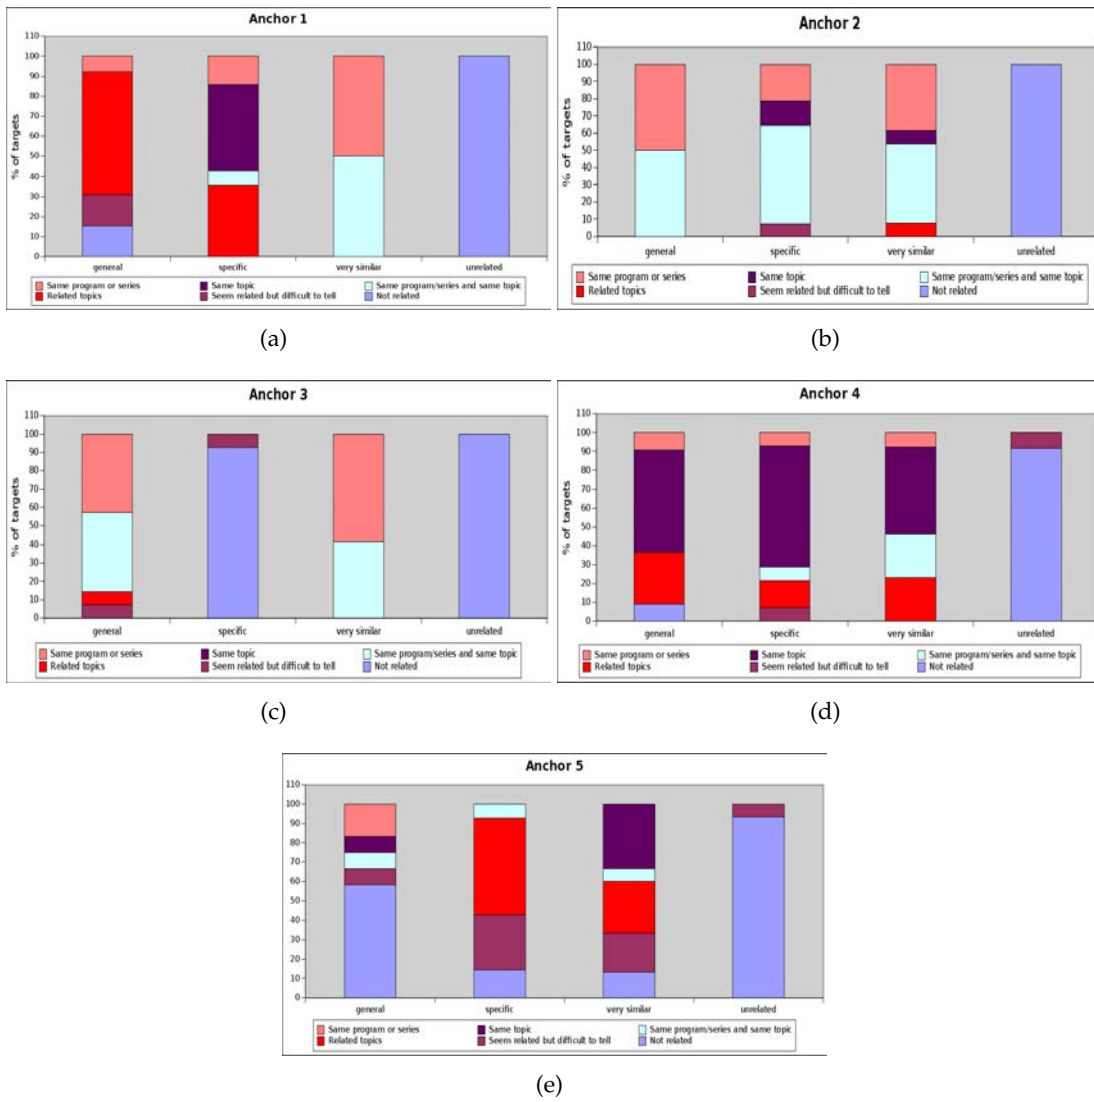 Anchor 1
% of targets
110
100
90
80
70
60
50
40
30
20
10
0
general specific very similar unrelated
Same program or series Same topic Same program/series and same topic
Related topics Seem related but difficult to tell Not related
(a)
Anchor 2
% of targets
110
100
90
80
70
60
50
40
30
20
10
0
general specific very similar unrelated
Same program or series Same topic Same program/series and same topic
Related topics Seem related but difficult to tell Not related
(b)
Anchor 3
% of targets
110
100
90
80
70
60
50
40
30
20
10
0
general specific very similar unrelated
Same program or series Same topic Same program/series and same topic
Related topics Seem related but difficult to tell Not related
(c)
Anchor 4
% of targets
110
100
90
80
70
60
50
40
30
20
10
0
general specific very similar unrelated
Same program or series Same topic Same program/series and same topic
Related topics Seem related but difficult to tell Not related
(d)
Anchor 5
% of targets
110
100
90
80
70
60
50
40
30
20
10
0
general specific very similar unrelated
Same program or series Same topic Same program/series and same topic
Related topics Seem related but difficult to tell Not related
(e)